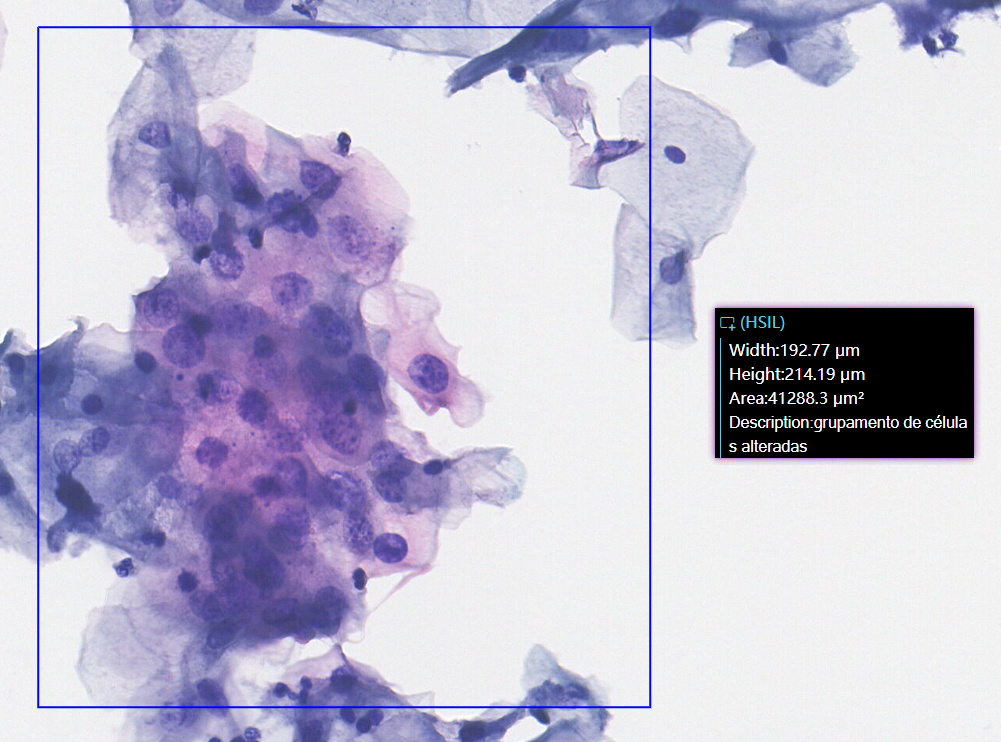 (HSIL)
Width:192.77 µm
Height:214.19 µm
Area:41288.3 µm²
Description:grupamento de célula
s alteradas